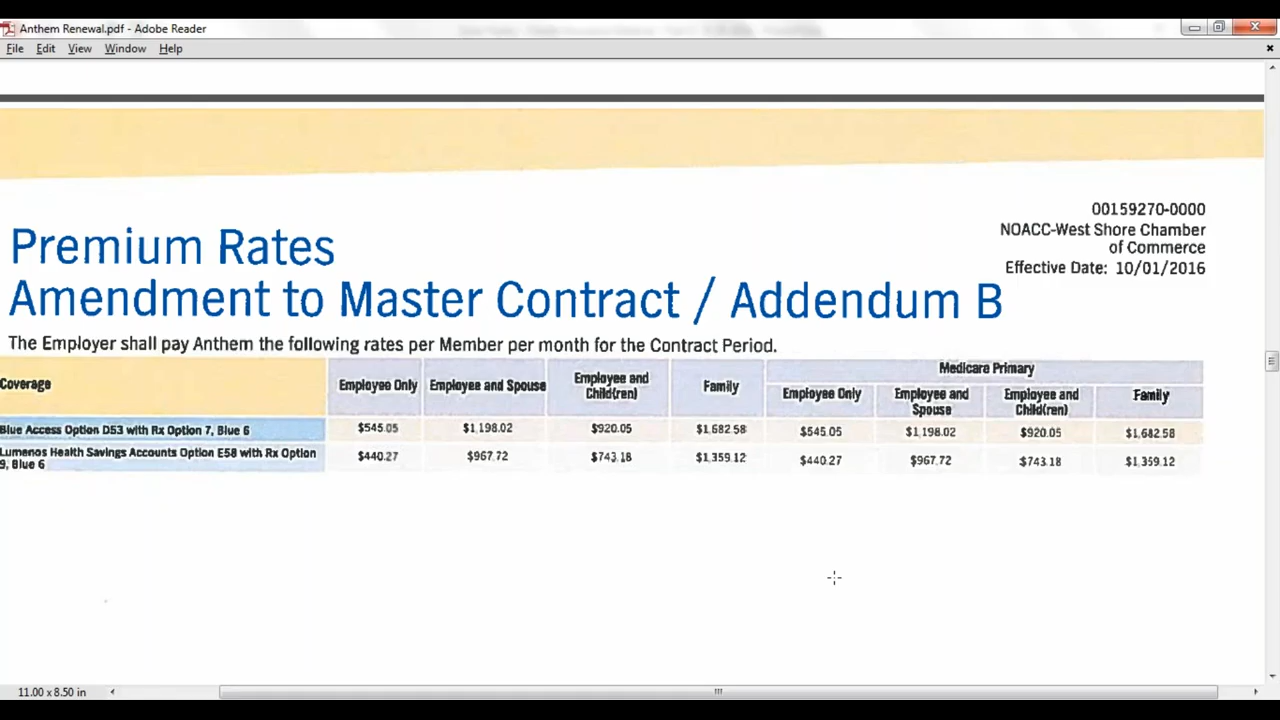 Anthem Renewal.pdf - Adobe Reader
File Edit View Window Help
00159270-0000
NOACC-West Shore Chamber
of Commerce
Effective Date: 10/01/2016
Premium Rates
Amendment to Master Contract / Addendum B
The Employer shall pay Anthem the following rates per Member per month for the Contract Period.
Coverage Employee Only Employee and Spouse Employee and Child(ren) Family Medicare Primary
Employee Only Employee and Spouse Employee and Child(ren) Family
Blue Access Option D53 with Rx Option 7, Blue 6 $545.05 $1,198.02 $920.05 $1,682.58 $545.05 $1,198.02 $920.05 $1,682.58
Lumenos Health Savings Accounts Option E58 with Rx Option
9, Blue 6 $440.27 $967.72 $743.18 $1,359.12 $440.27 $967.72 $743.18 $1,359.12
11.00 x 8.50 in